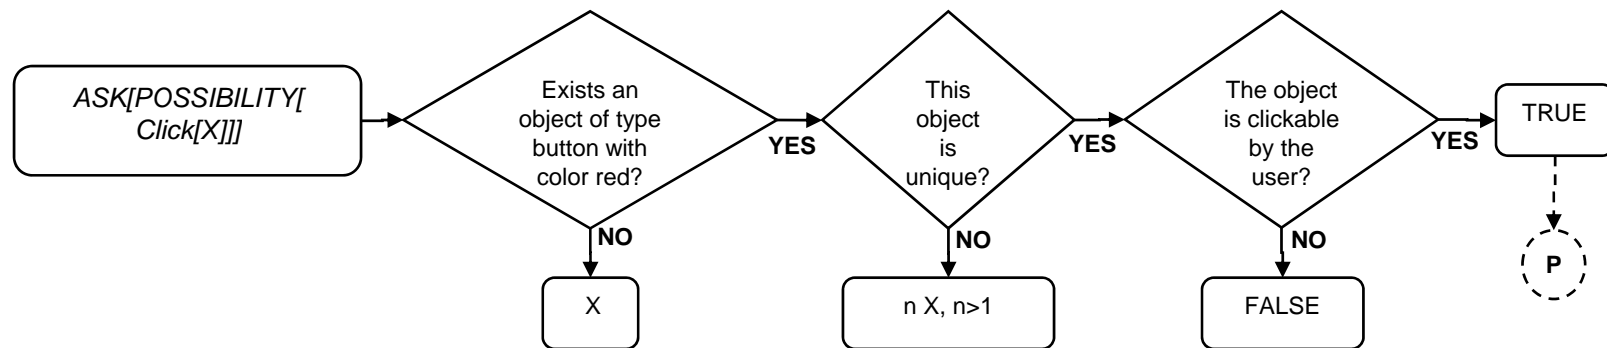 ASK[POSSIBILITY[
Click[X]]]
Exists an
object of type
button with
color red?
YES
NO
X
This
object
is
unique?
YES
NO
n X, n>1
The object
is clickable
by the
user?
YES
NO
FALSE
TRUE
P